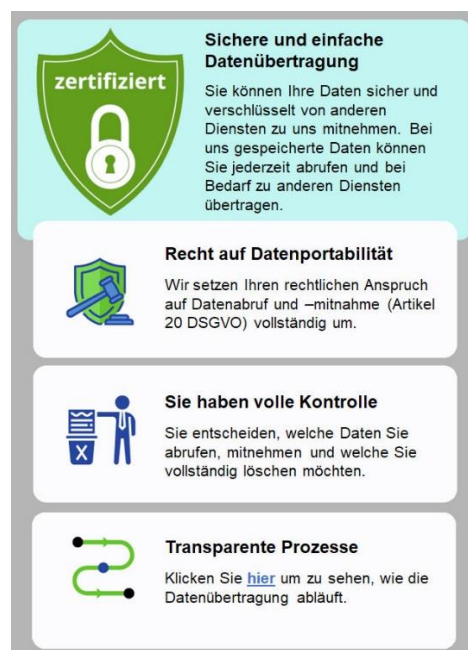 zertifiziert
Sichere und einfache
Datenübertragung
Sie können Ihre Daten sicher und
verschlüsselt von anderen
Diensten zu uns mitnehmen. Bei
uns gespeicherte Daten können
Sie jederzeit abrufen und bei
Bedarf zu anderen Diensten
übertragen.
Recht auf Datenportabilität
Wir setzen Ihren rechtlichen Anspruch
auf Datenabruf und –mitnahme (Artikel
20 DSGVO) vollständig um.
Sie haben volle Kontrolle
Sie entscheiden, welche Daten Sie
abrufen, mitnehmen und welche Sie
vollständig löschen möchten.
X
Transparente Prozesse
Klicken Sie hier um zu sehen, wie die
Datenübertragung abläuft.